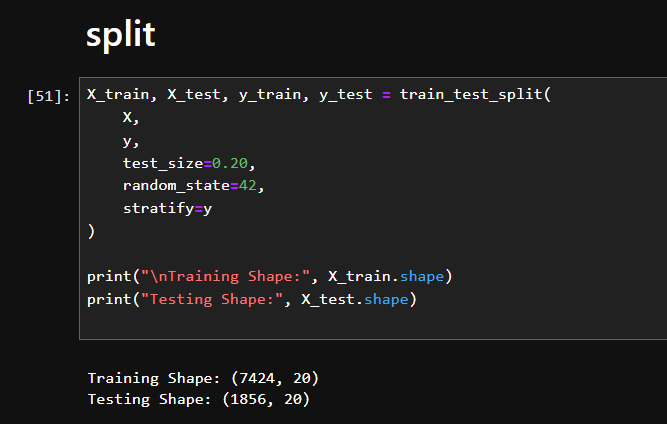 split
[51]:
X_train, X_test, y_train, y_test = train_test_split(
    X,
    y,
    test_size=0.20,
    random_state=42,
    stratify=y
)
print("\nTraining Shape:", X_train.shape)
print("Testing Shape:", X_test.shape)
Training Shape: (7424, 20)
Testing Shape: (1856, 20)